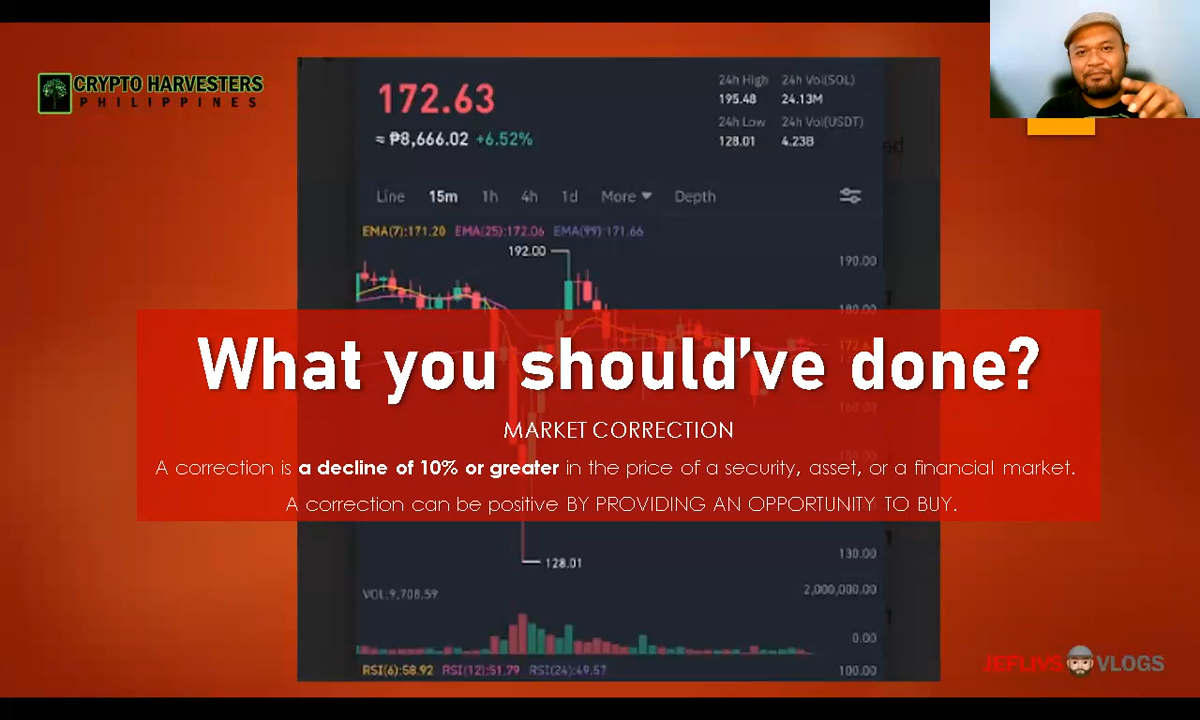 CRYPTO HARVESTERS
PHILIPPINES
172.63
≈ ₱8,666.02 +6.52%
24h High 24h Vol(SOL)
195.48 24.13M
24h Low 24h Vol(USDT)
128.01 4.23B
ed
Line 15m 1h 4h 1d More Depth
EMA(7):171.20 EMA(25):172.06 EMA(99):171.66
192.00
190.00
180.00
What you should've done?
160.00
MARKET CORRECTION
A correction is a decline of 10% or greater in the price of a security, asset, or a financial market.
A correction can be positive BY PROVIDING AN OPPORTUNITY TO BUY.
130.00
128.01
VOL:9,708.59
2,000,000.00
0.00
RSI(6):58.92 RSI(12):51.79 RSI(24):49.57
100.00
JEFLIVS VLOGS